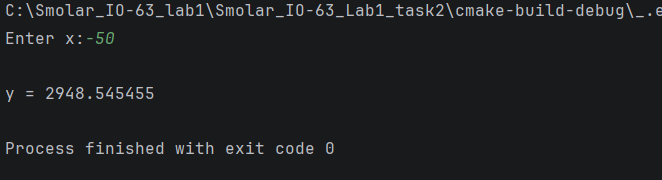 C:\Smolar_IO-63_lab1\Smolar_IO-63_Lab1_task2\cmake-build-debug\_.e
Enter x:-50
y = 2948.545455
Process finished with exit code 0